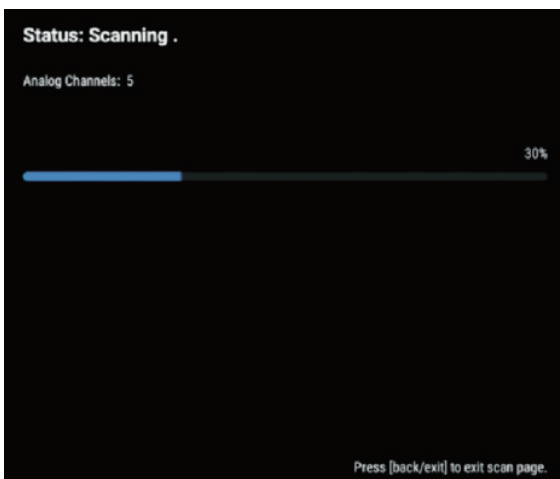 Status: Scanning .
Analog Channels: 5
30%
Press [back/exit] to exit scan page.